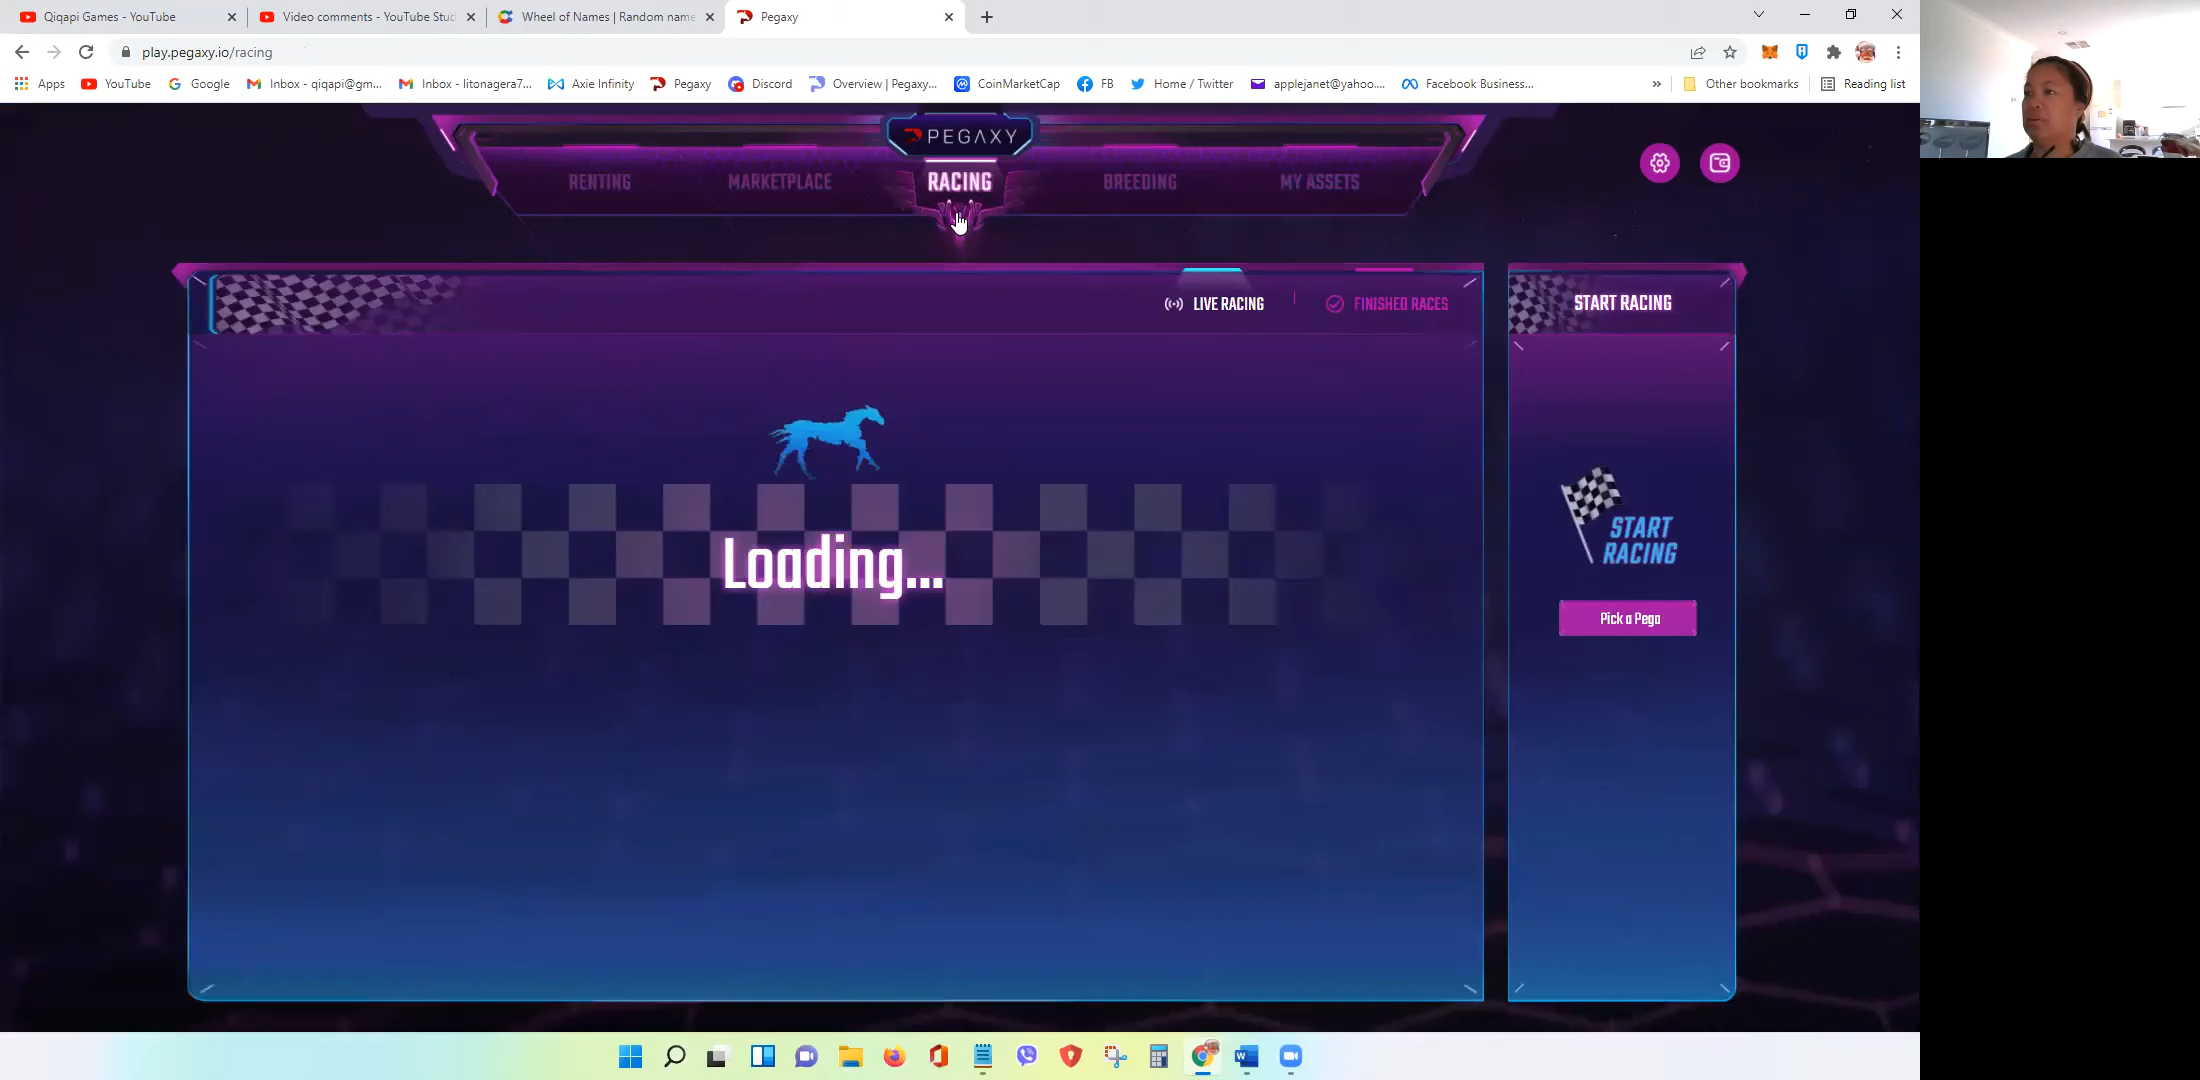 Qiqapi Games - YouTube
Video comments - YouTube Stud
Wheel of Names | Random name
Pegaxy
play.pegaxy.io/racing
Apps
YouTube
Google
Inbox - qiqapi@gm...
Inbox - litonagera7...
Axie Infinity
Pegaxy
Discord
Overview | Pegaxy...
CoinMarketCap
FB
Home / Twitter
applejanet@yahoo....
Facebook Business...
»
Other bookmarks
Reading list
PEGAXY
RENTING
MARKETPLACE
RACING
BREEDING
MY ASSETS
LIVE RACING
FINISHED RACES
START RACING
Loading...
START
RACING
Pick a Pega